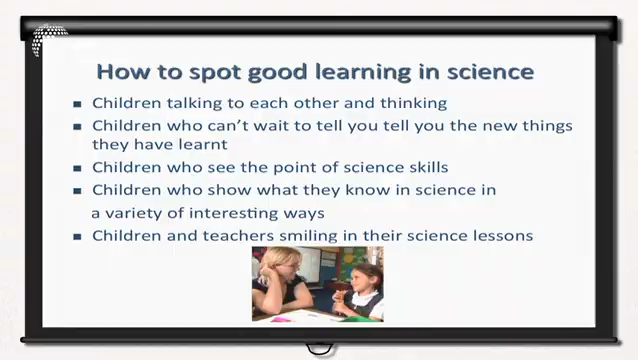 How to spot good learning in science
Children talking to each other and thinking
Children who can't wait to tell you tell you the new things
they have learnt
Children who see the point of science skills
Children who show what they know in science in
a variety of interesting ways
Children and teachers smiling in their science lessons